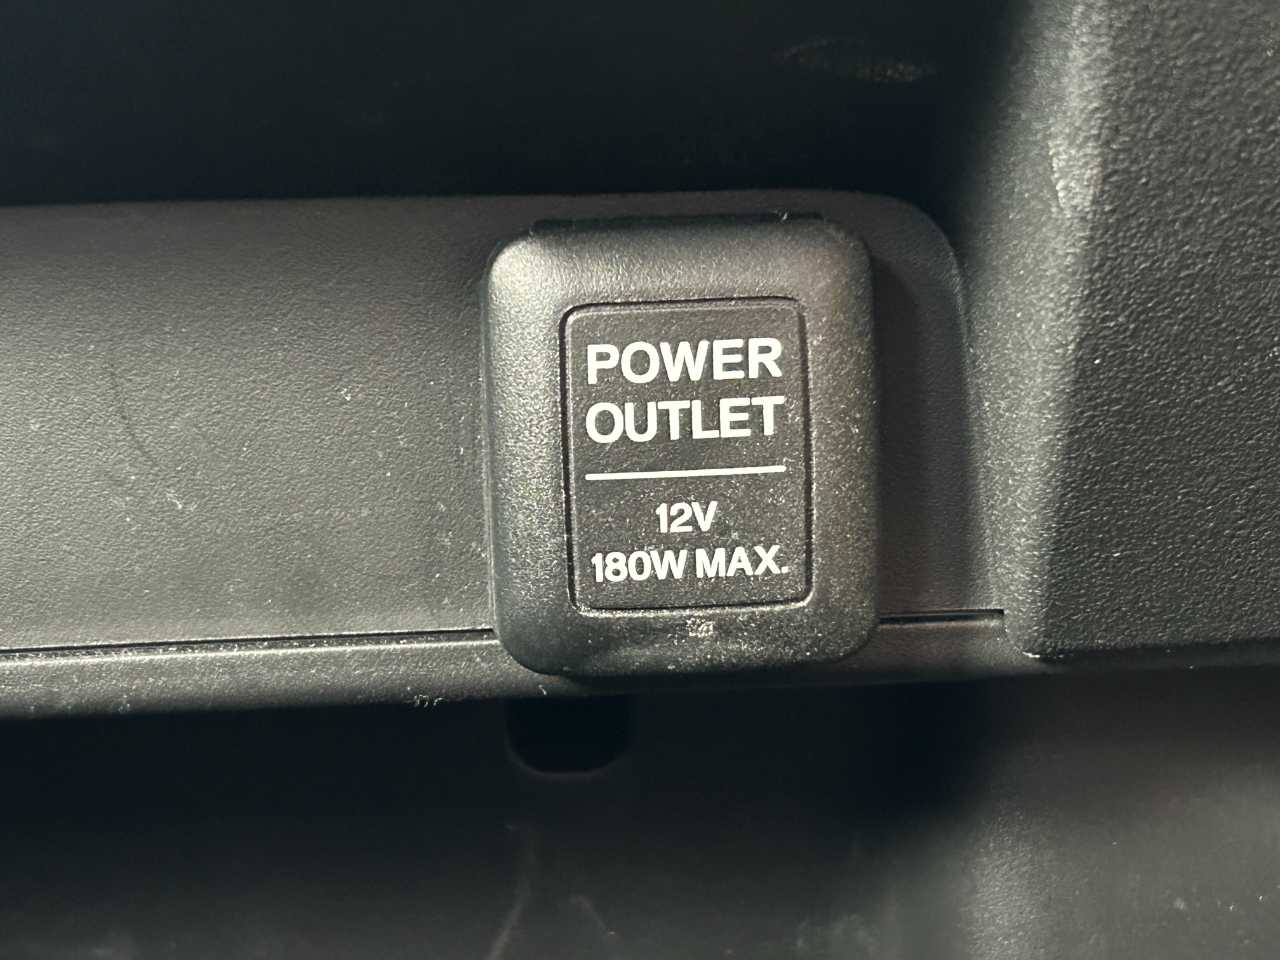 POWER
OUTLET
12V
180W MAX.